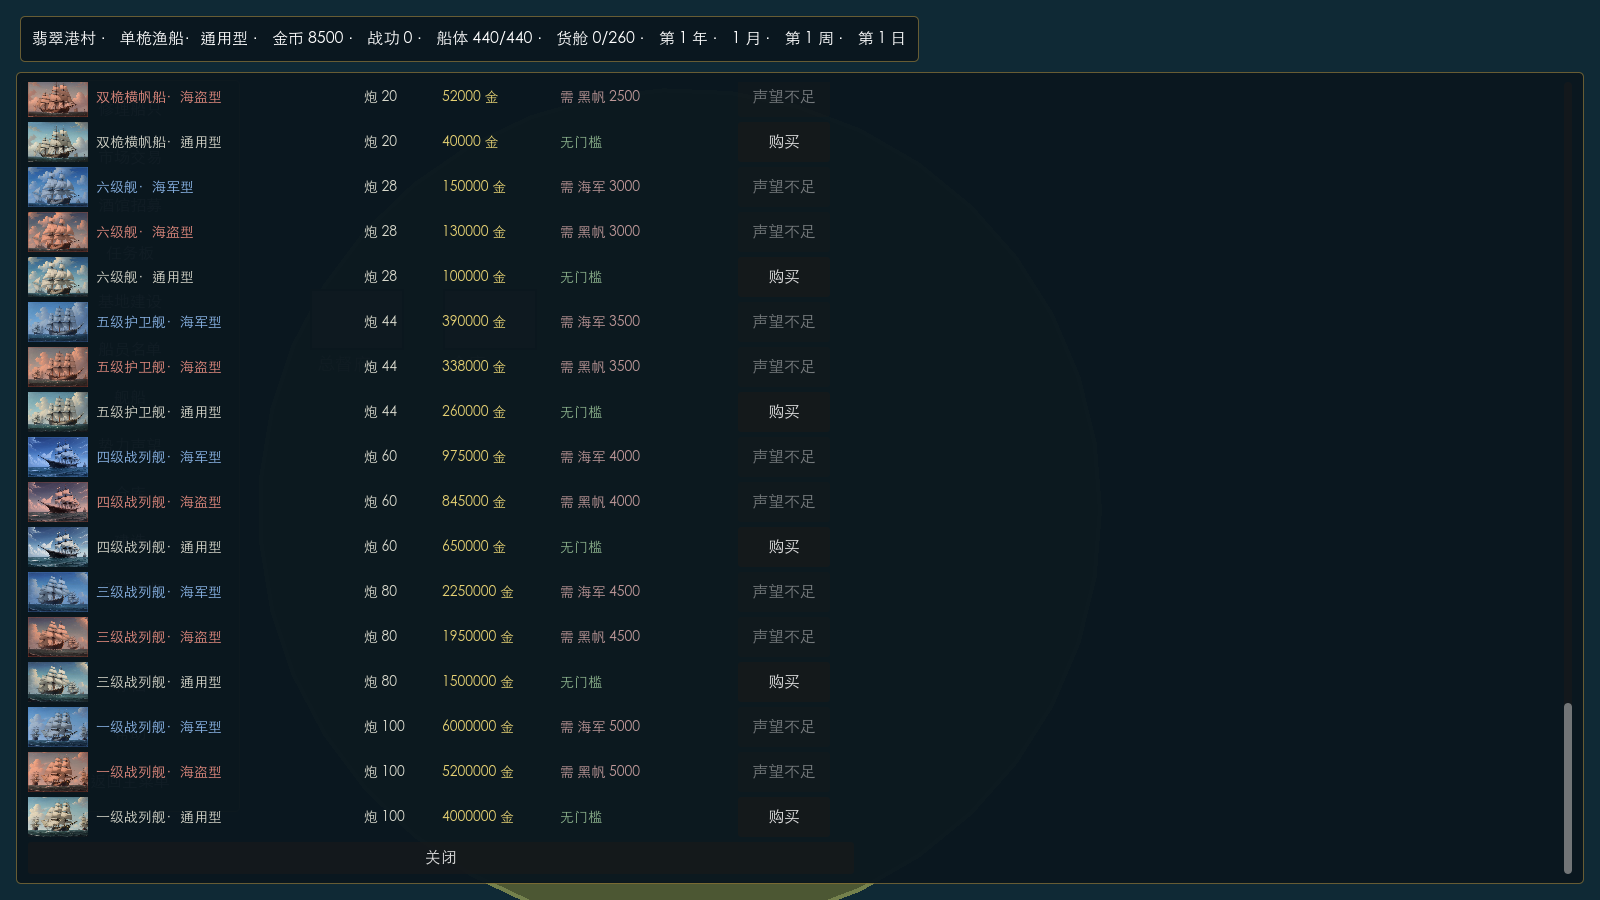 翡翠港村 · 单桅渔船· 通用型 · 金币 8500 · 战功 0 · 船体 440/440 · 货舱 0/260 · 第 1 年 · 1 月 · 第 1 周 · 第 1 日
双桅横帆船· 海盗型 炮 20 52000 金 需 黑帆 2500 声望不足
双桅横帆船· 通用型 炮 20 40000 金 无门槛 购买
六级舰· 海军型 炮 28 150000 金 需 海军 3000 声望不足
六级舰· 海盗型 炮 28 130000 金 需 黑帆 3000 声望不足
六级舰· 通用型 炮 28 100000 金 无门槛 购买
五级护卫舰· 海军型 炮 44 390000 金 需 海军 3500 声望不足
五级护卫舰· 海盗型 炮 44 338000 金 需 黑帆 3500 声望不足
五级护卫舰· 通用型 炮 44 260000 金 无门槛 购买
四级战列舰· 海军型 炮 60 975000 金 需 海军 4000 声望不足
四级战列舰· 海盗型 炮 60 845000 金 需 黑帆 4000 声望不足
四级战列舰· 通用型 炮 60 650000 金 无门槛 购买
三级战列舰· 海军型 炮 80 2250000 金 需 海军 4500 声望不足
三级战列舰· 海盗型 炮 80 1950000 金 需 黑帆 4500 声望不足
三级战列舰· 通用型 炮 80 1500000 金 无门槛 购买
一级战列舰· 海军型 炮 100 6000000 金 需 海军 5000 声望不足
一级战列舰· 海盗型 炮 100 5200000 金 需 黑帆 5000 声望不足
一级战列舰· 通用型 炮 100 4000000 金 无门槛 购买
关闭